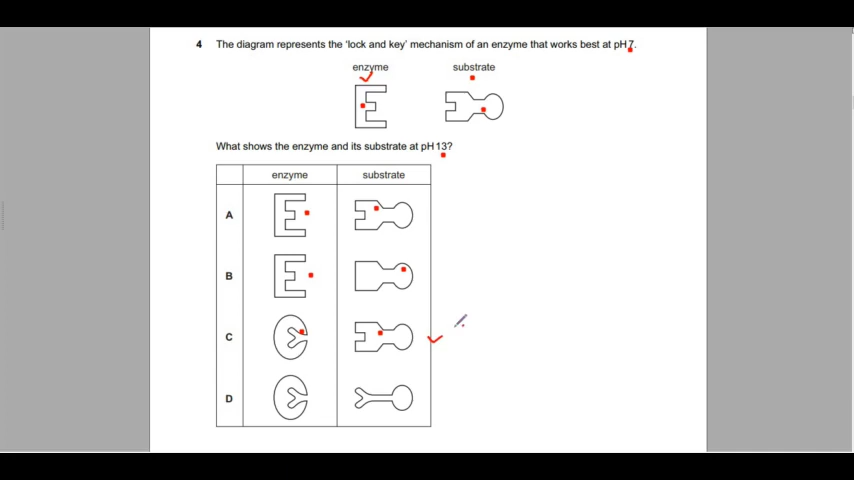 4 The diagram represents the ‘lock and key’ mechanism of an enzyme that works best at pH 7.
enzyme substrate
What shows the enzyme and its substrate at pH 13?
enzyme substrate
A
B
C
D